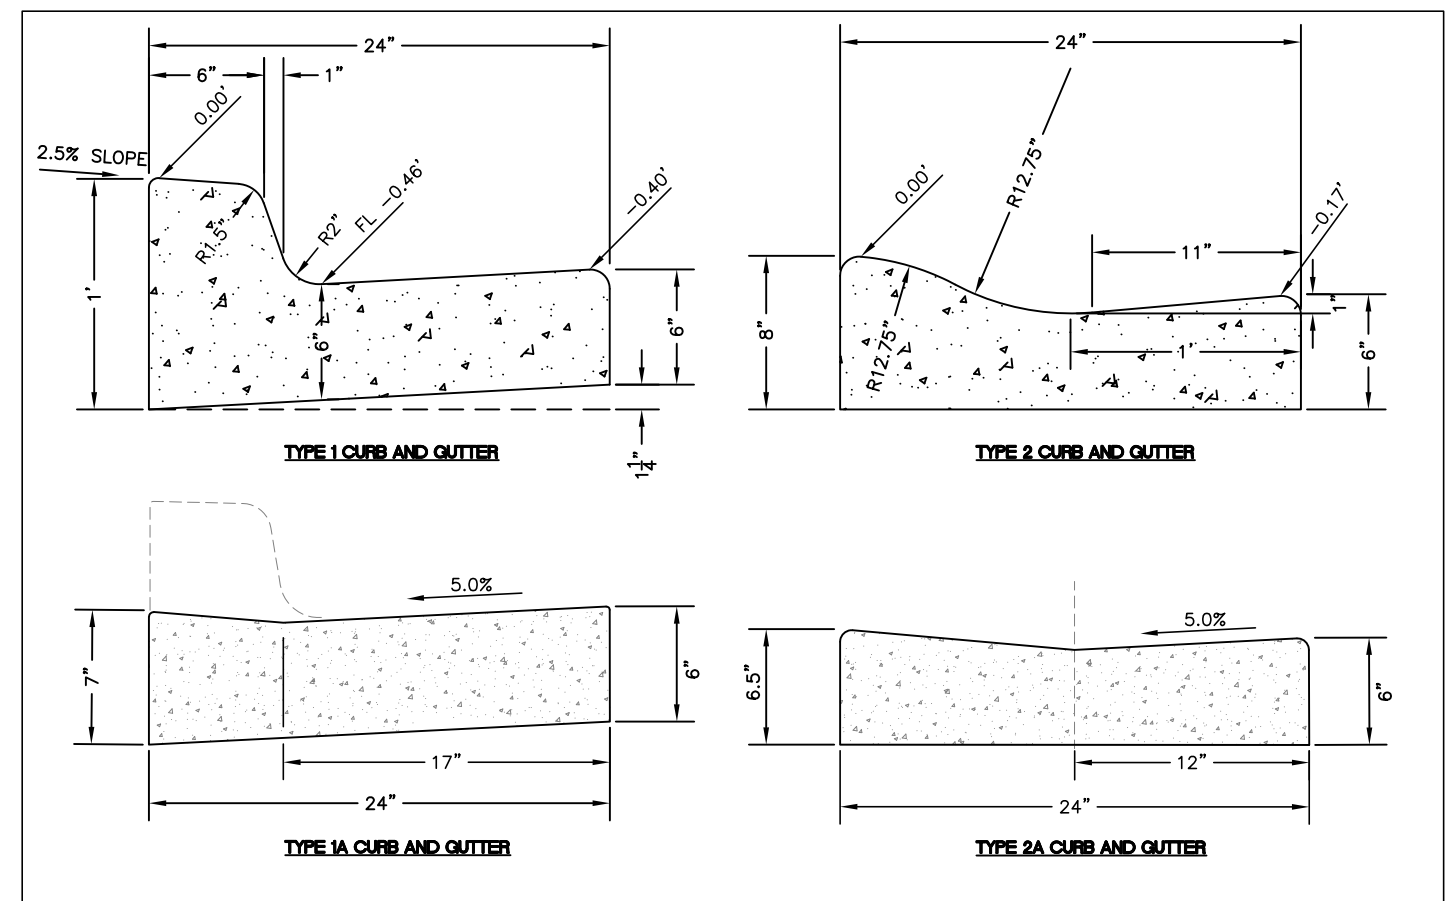 24"
6"
1"
0.00'
2.5% SLOPE
FL -0.46'
-0.40'
R1.5"
R2"
1'
6"
6"
1 1/4"
TYPE 1 CURB AND GUTTER
24"
R12.75"
0.00'
-0.17'
11"
1"
8"
R12.75"
1'
6"
TYPE 2 CURB AND GUTTER
5.0%
7"
6"
17"
24"
TYPE 1A CURB AND GUTTER
5.0%
6.5"
6"
12"
24"
TYPE 2A CURB AND GUTTER